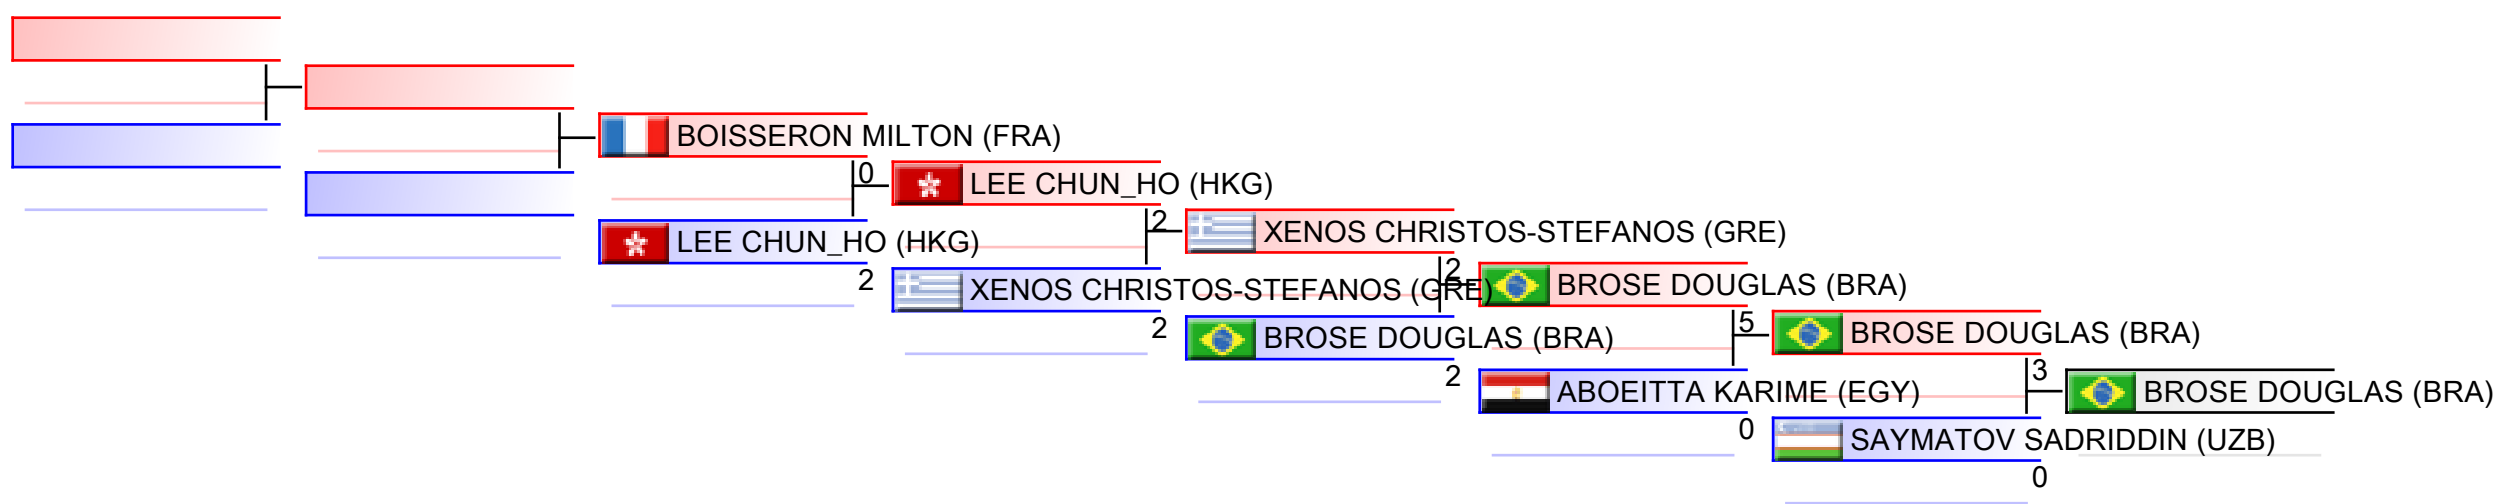 BOISSERON MILTON (FRA)
0
LEE CHUN_HO (HKG)
2
LEE CHUN_HO (HKG)
2
XENOS CHRISTOS-STEFANOS (GRE)
2
XENOS CHRISTOS-STEFANOS (GRE)
2
BROSE DOUGLAS (BRA)
2
BROSE DOUGLAS (BRA)
5
ABOEITTA KARIME (EGY)
0
BROSE DOUGLAS (BRA)
3
SAYMATOV SADRIDDIN (UZB)
0
BROSE DOUGLAS (BRA)